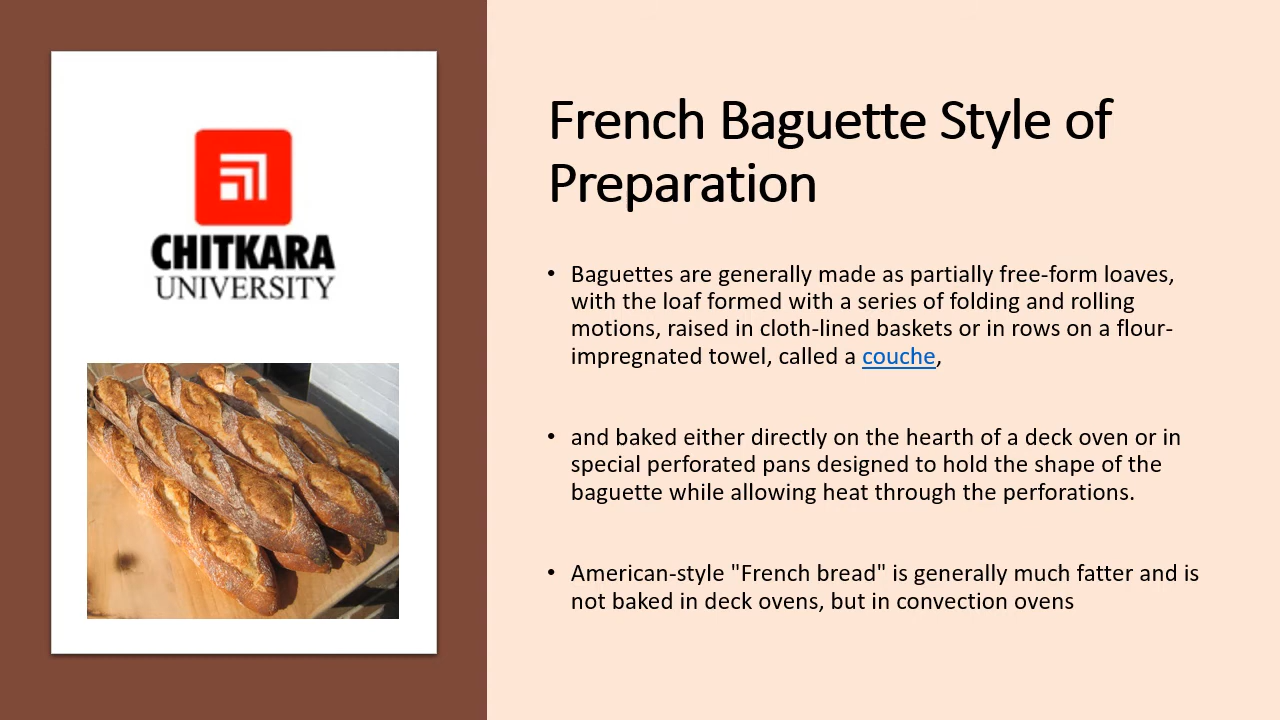 CHITKARA
UNIVERSITY
French Baguette Style of
Preparation
• Baguettes are generally made as partially free-form loaves,
with the loaf formed with a series of folding and rolling
motions, raised in cloth-lined baskets or in rows on a flour-
impregnated towel, called a couche,
• and baked either directly on the hearth of a deck oven or in
special perforated pans designed to hold the shape of the
baguette while allowing heat through the perforations.
• American-style "French bread" is generally much fatter and is
not baked in deck ovens, but in convection ovens